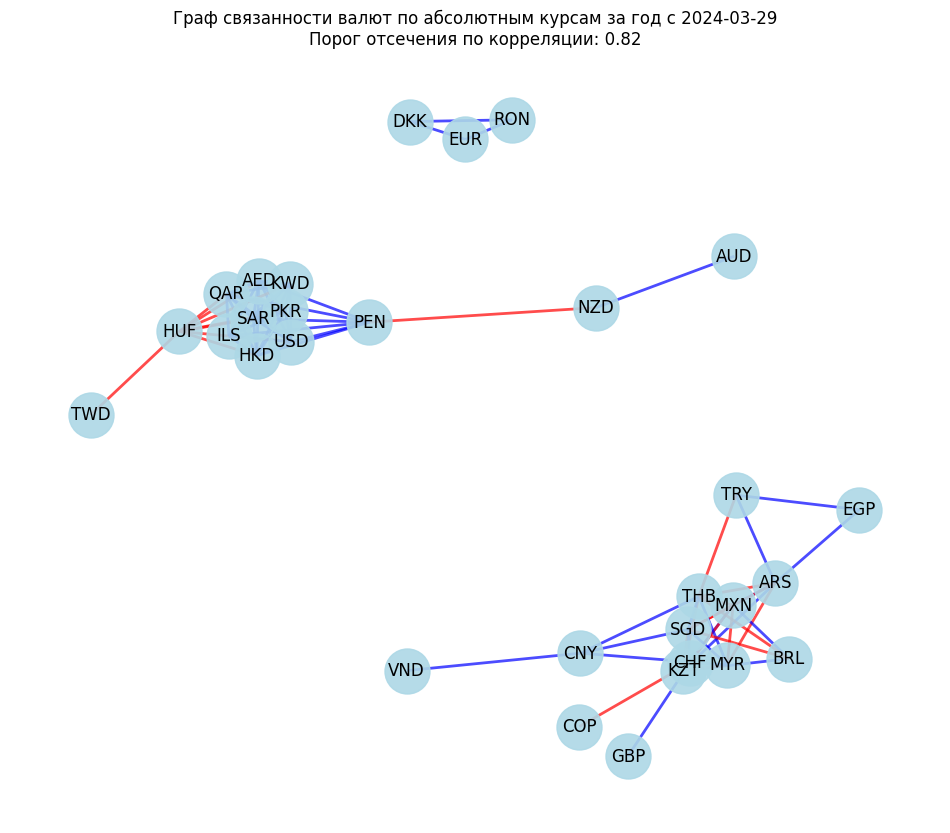 Граф связанности валют по абсолютным курсам за год с 2024-03-29
Порог отсечения по корреляции: 0.82
DKK
RON
EUR
AUD
AED
KWD
QAR
NZD
PKR
SAR
PEN
HUF
ILS
USD
HKD
TWD
TRY
EGP
ARS
THB
MXN
SGD
CNY
BRL
CHF
MYR
VND
KZT
COP
GBP